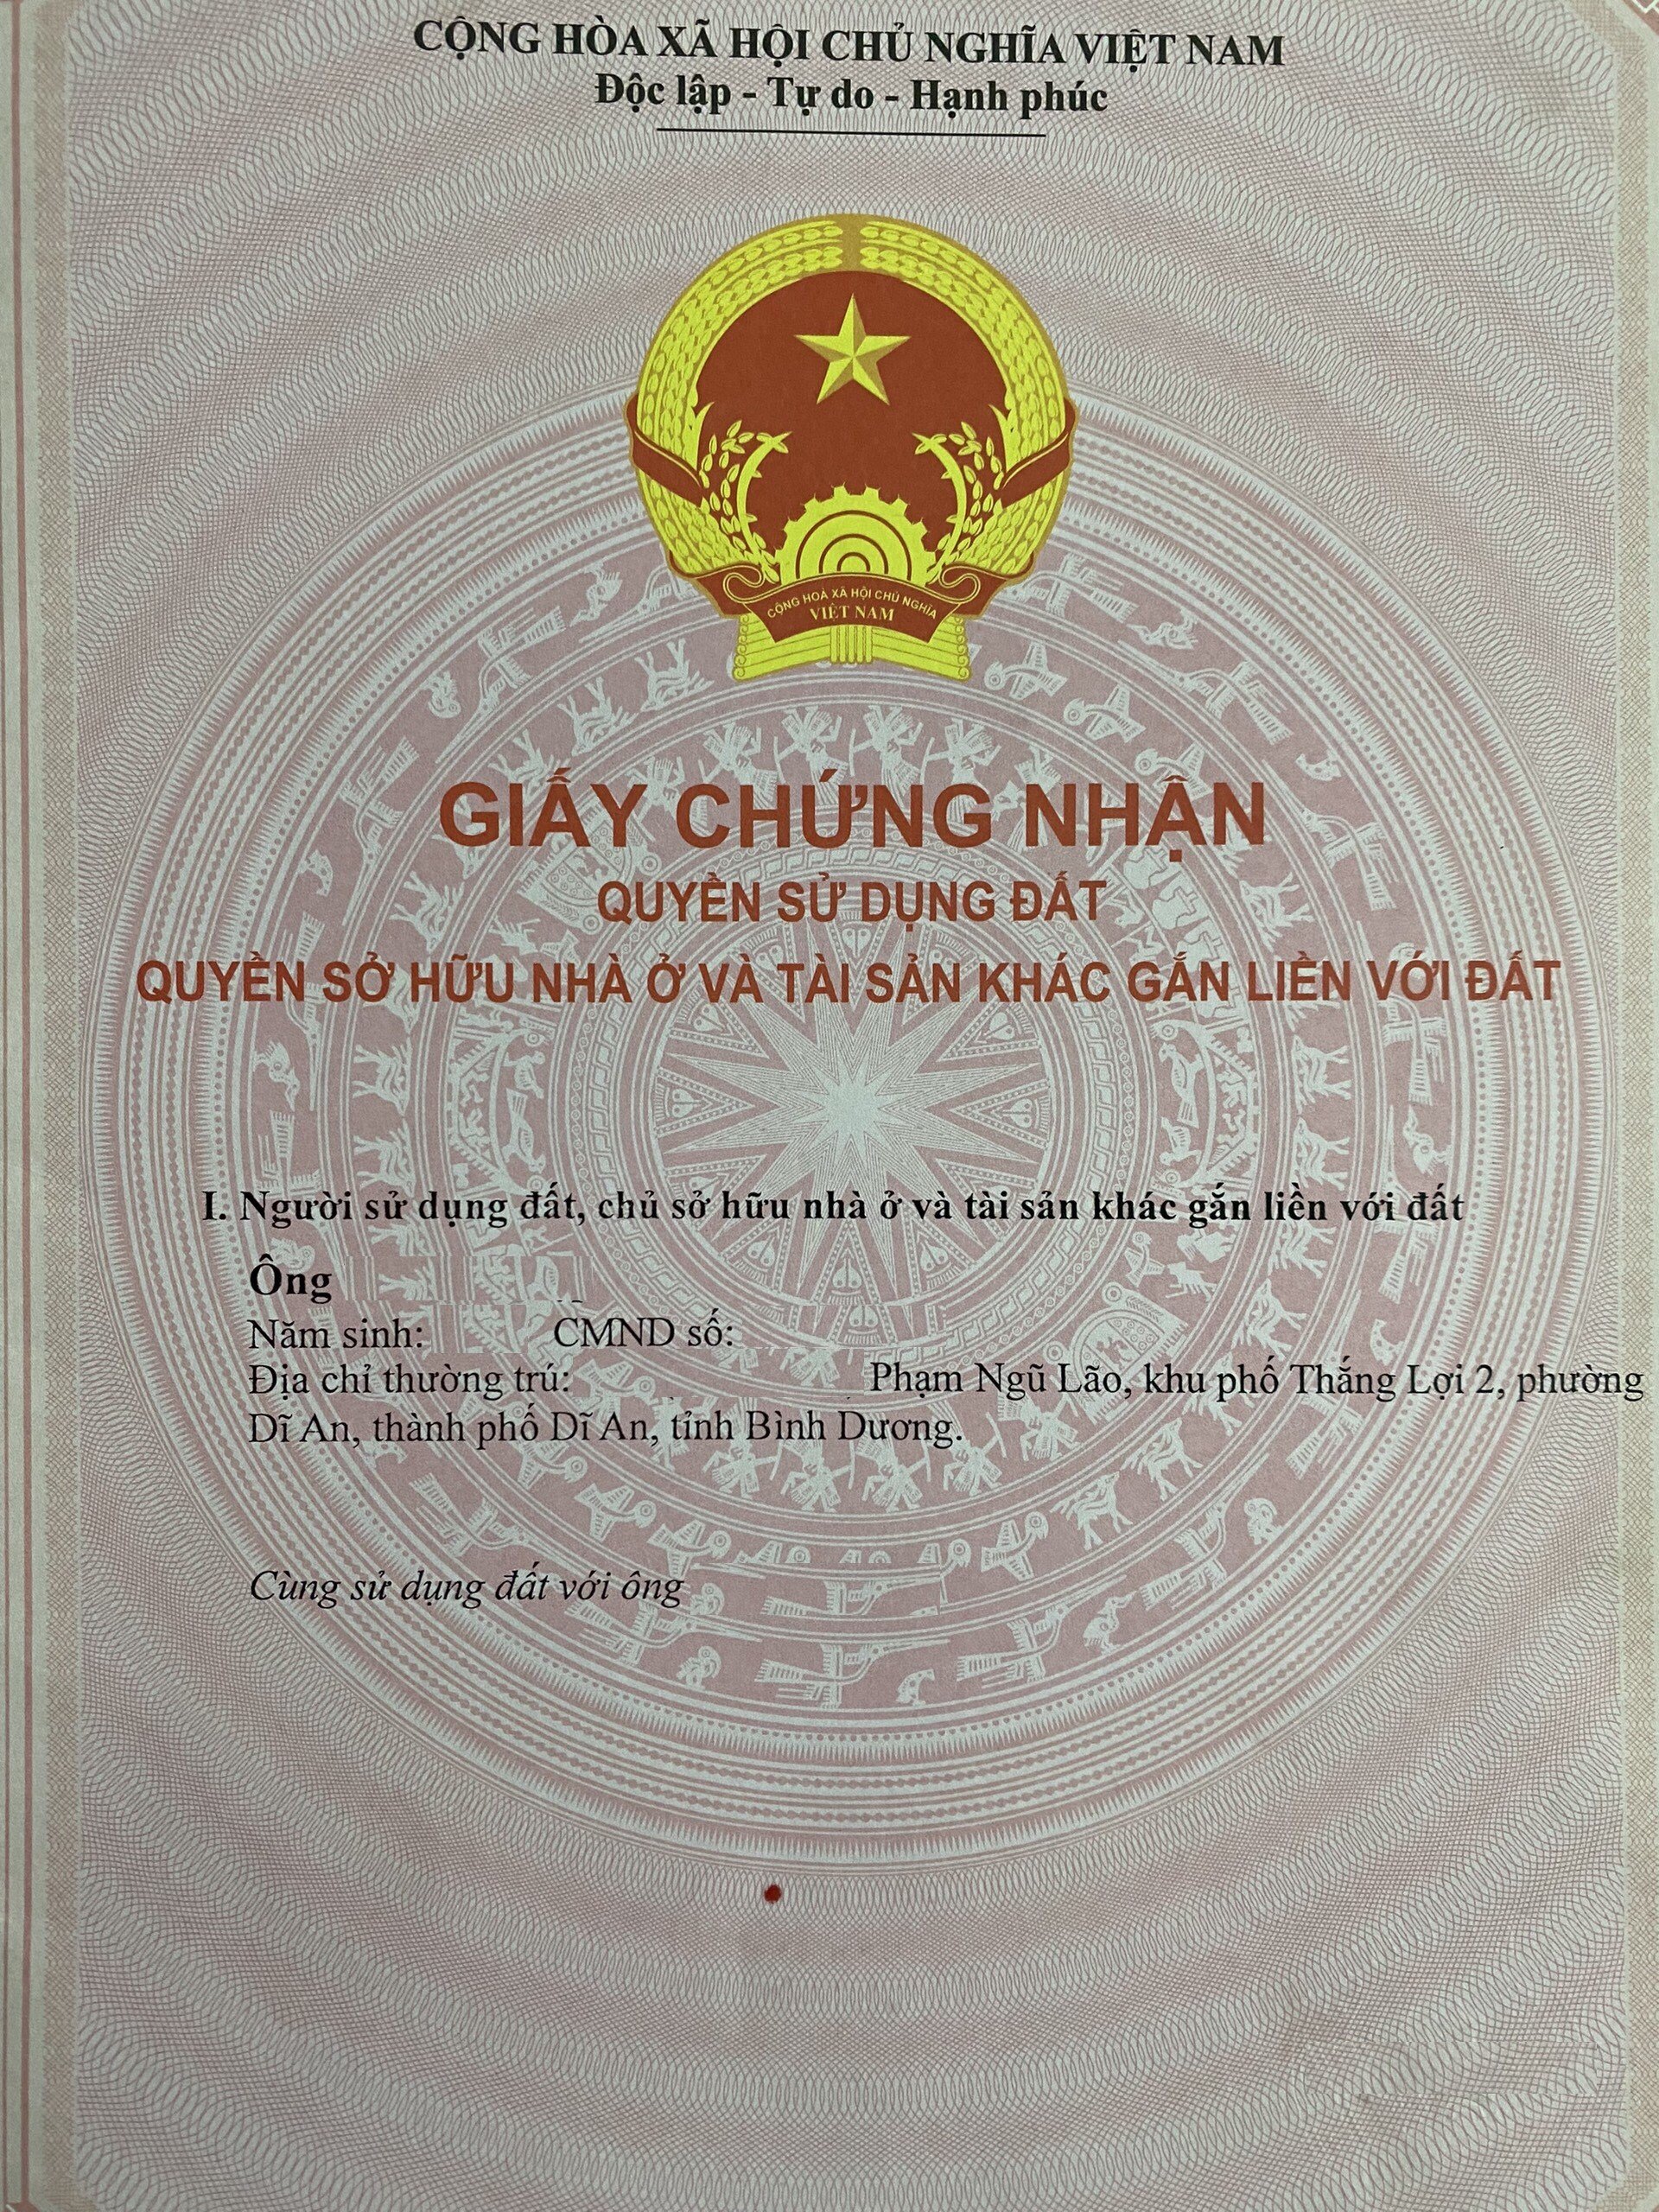 CỘNG HÒA XÃ HỘI CHỦ NGHĨA VIỆT NAM
Độc lập - Tự do - Hạnh phúc
CỘNG HOÀ XÃ HỘI CHỦ NGHĨA
VIỆT NAM
GIẤY CHỨNG NHẬN
QUYỀN SỬ DỤNG ĐẤT
QUYỀN SỞ HỮU NHÀ Ở VÀ TÀI SẢN KHÁC GẮN LIỀN VỚI ĐẤT
I. Người sử dụng đất, chủ sở hữu nhà ở và tài sản khác gắn liền với đất
Ông
Năm sinh: CMND số:
Địa chỉ thường trú: Phạm Ngũ Lão, khu phố Thắng Lợi 2, phường
Dĩ An, thành phố Dĩ An, tỉnh Bình Dương.
Cùng sử dụng đất với ông